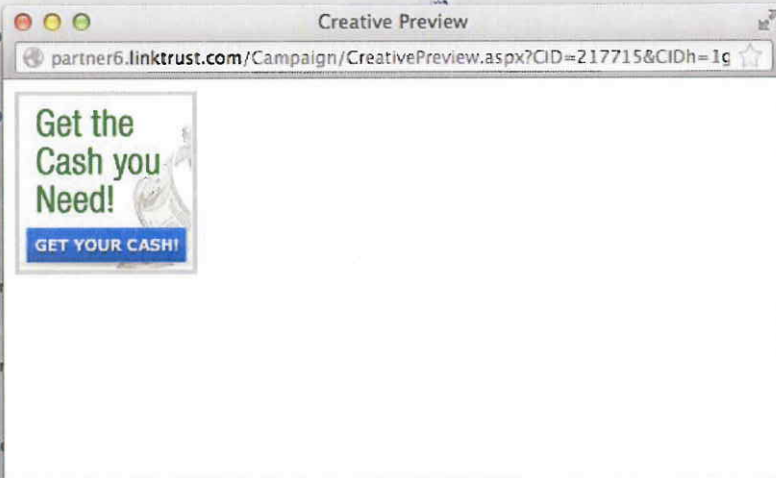 Creative Preview
partner6.linktrust.com/Campaign/CreativePreview.aspx?CID=217715&CIDh=1g
Get the
Cash you
Need!
GET YOUR CASH!